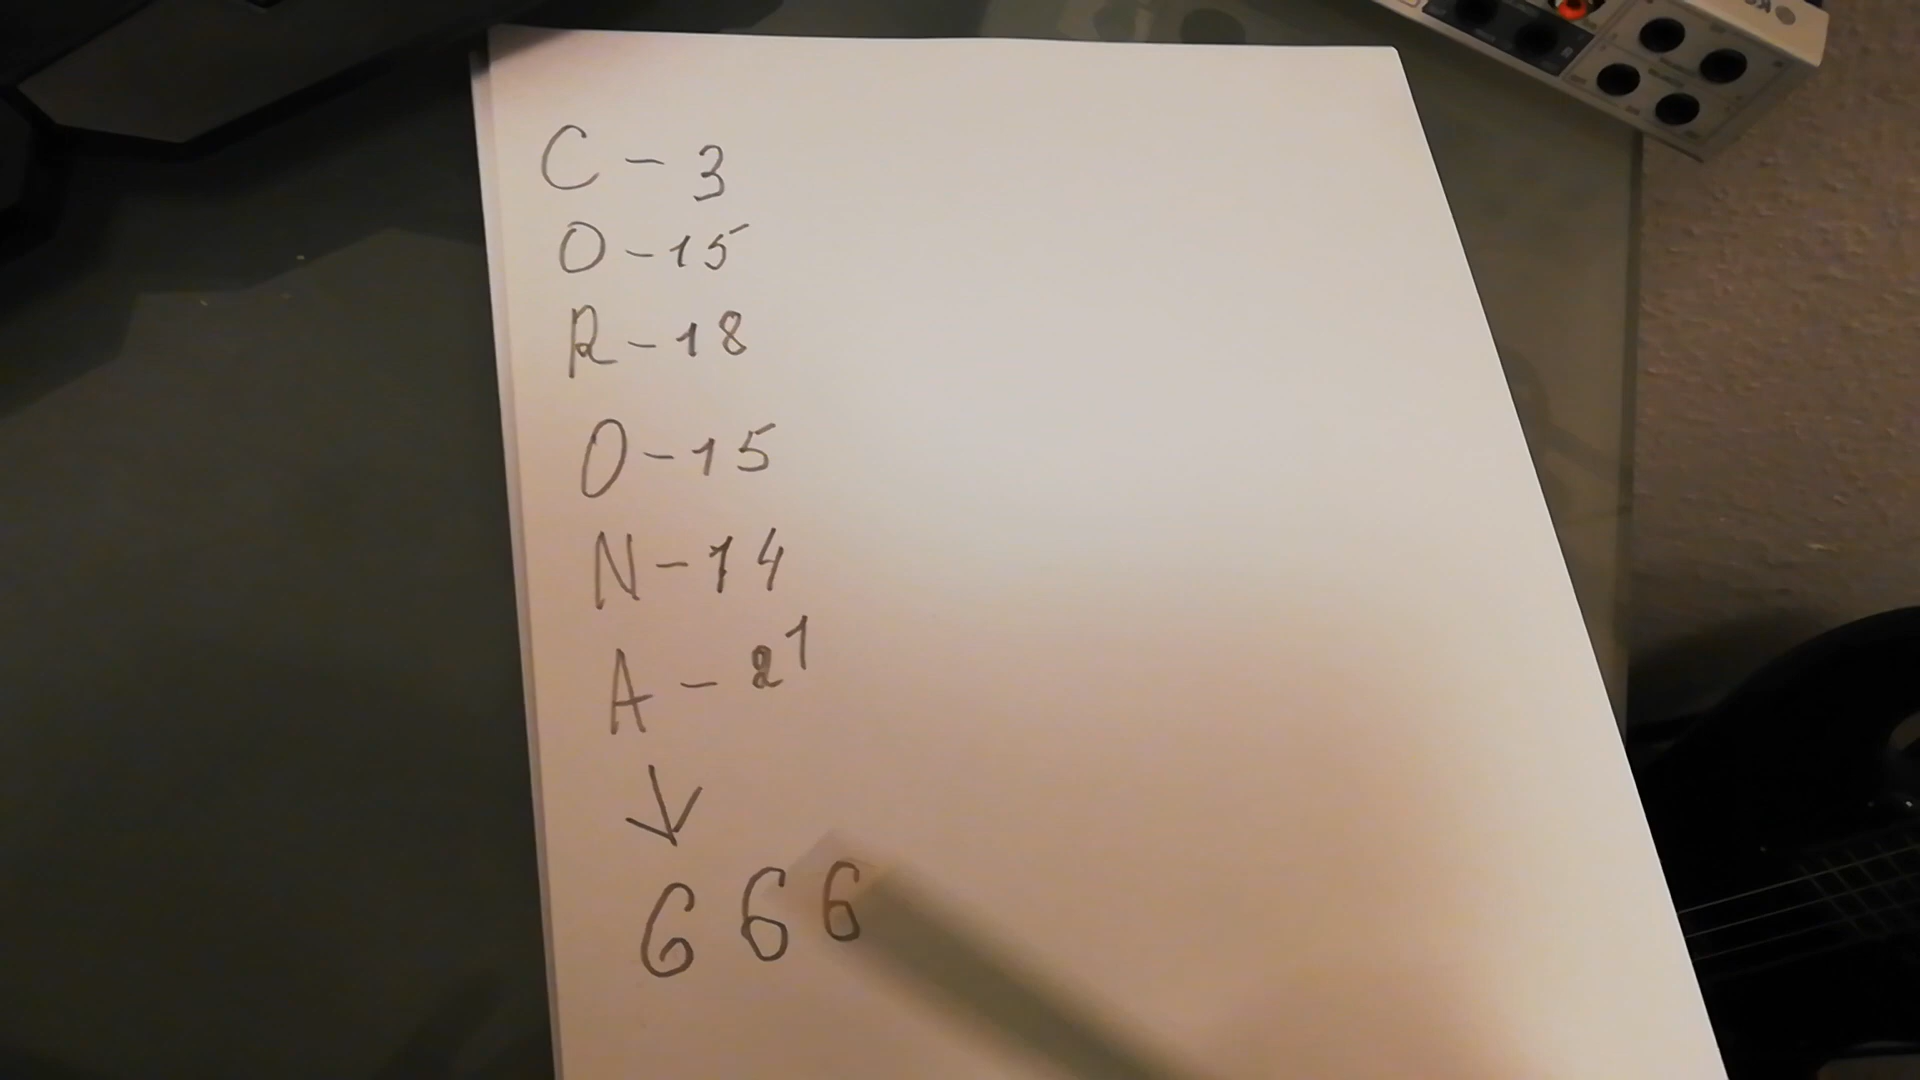 C - 3
O - 15
R - 18
O - 15
N - 14
A - 21
↓
666